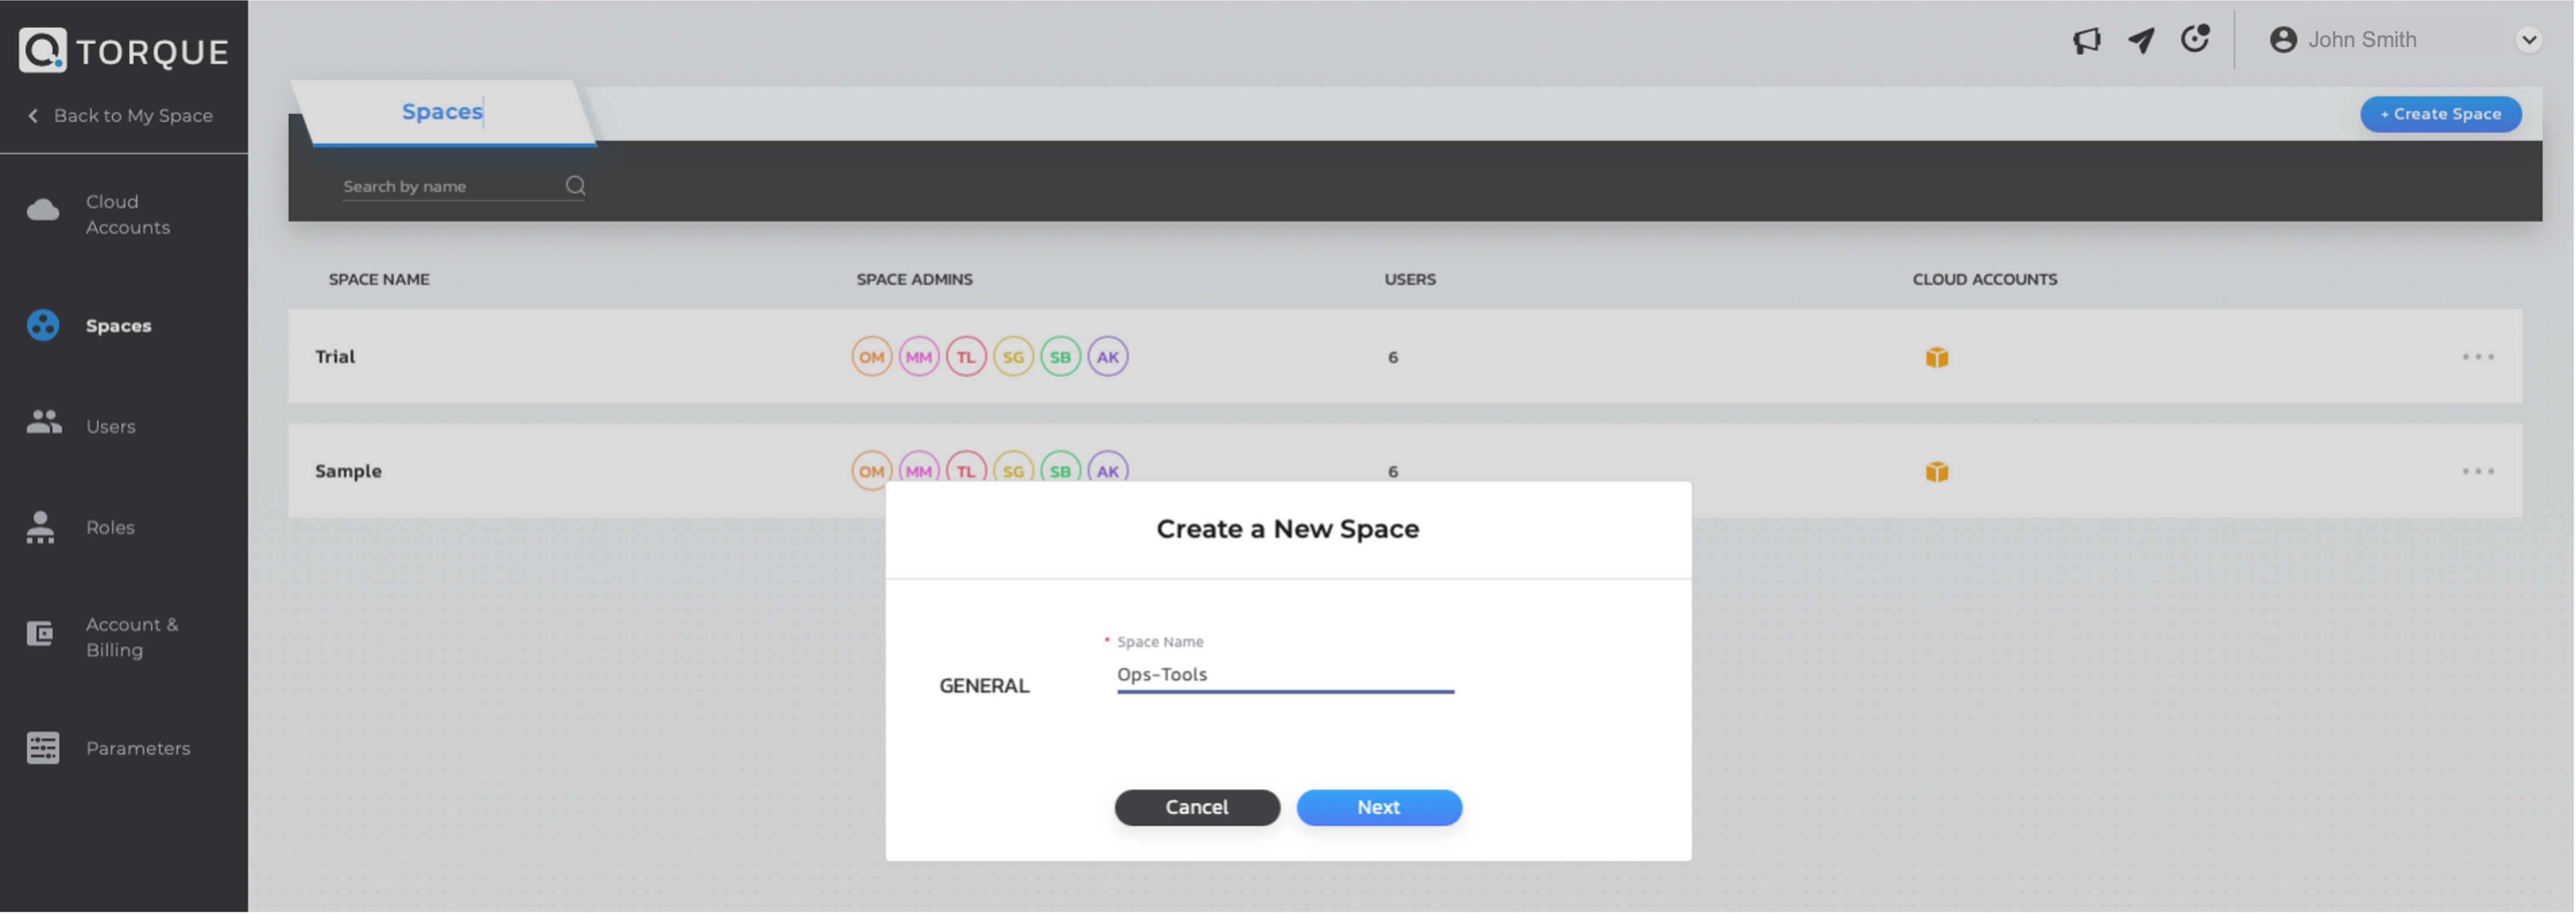 TORQUE
Back to My Space
Cloud
Accounts
Spaces
Users
Roles
Account &
Billing
Parameters
John Smith
Spaces
+ Create Space
Search by name
SPACE NAME SPACE ADMINS USERS CLOUD ACCOUNTS
Trial OM MM TL SG SB AK 6
Sample OM MM TL SG SB AK 6
Create a New Space
* Space Name
Ops-Tools
GENERAL
Cancel Next